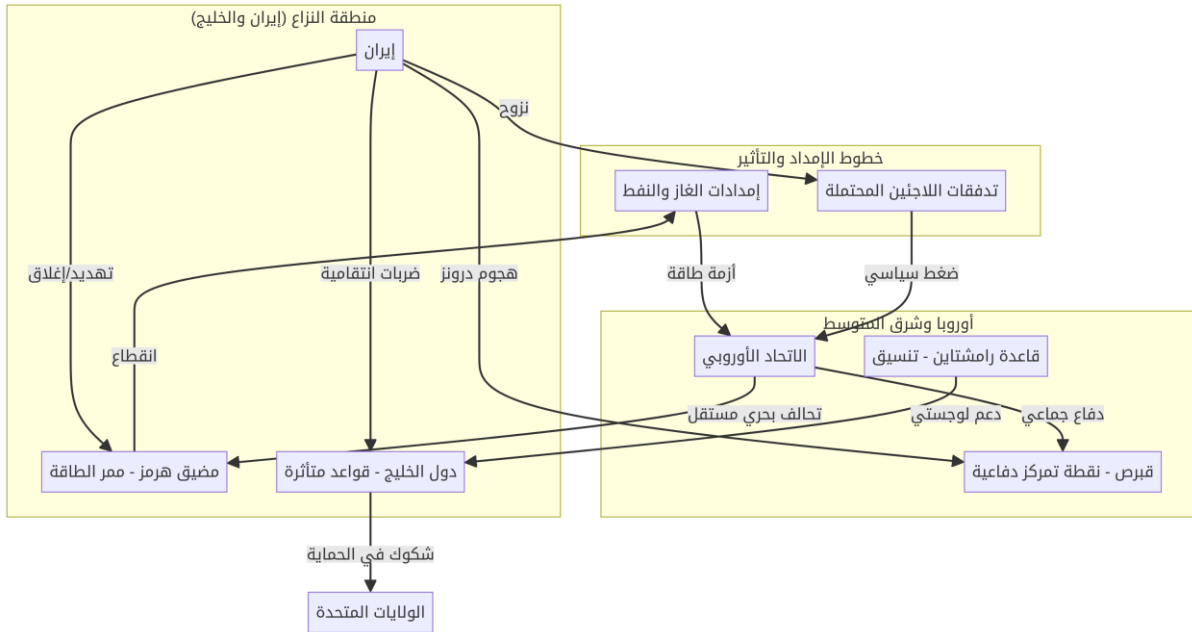 منطقة النزاع (إيران والخليج)
إيران
نزوح
خطوط الإمداد والتأثير
إمدادات الغاز والنفط
تدفقات اللاجئين المحتملة
تهديد/إغلاق
ضربات انتقامية
هجوم درونز
أزمة طاقة
ضغط سياسي
أوروبا وشرق المتوسط
انقطاع
الاتحاد الأوروبي
قاعدة رامشتاين - تنسيق
تحالف بحري مستقل
دعم لوجستي
دفاع جماعي
مضيق هرمز - ممر الطاقة
دول الخليج - قواعد متأثرة
قبرص - نقطة تمركز دفاعية
شكوك في الحماية
الولايات المتحدة